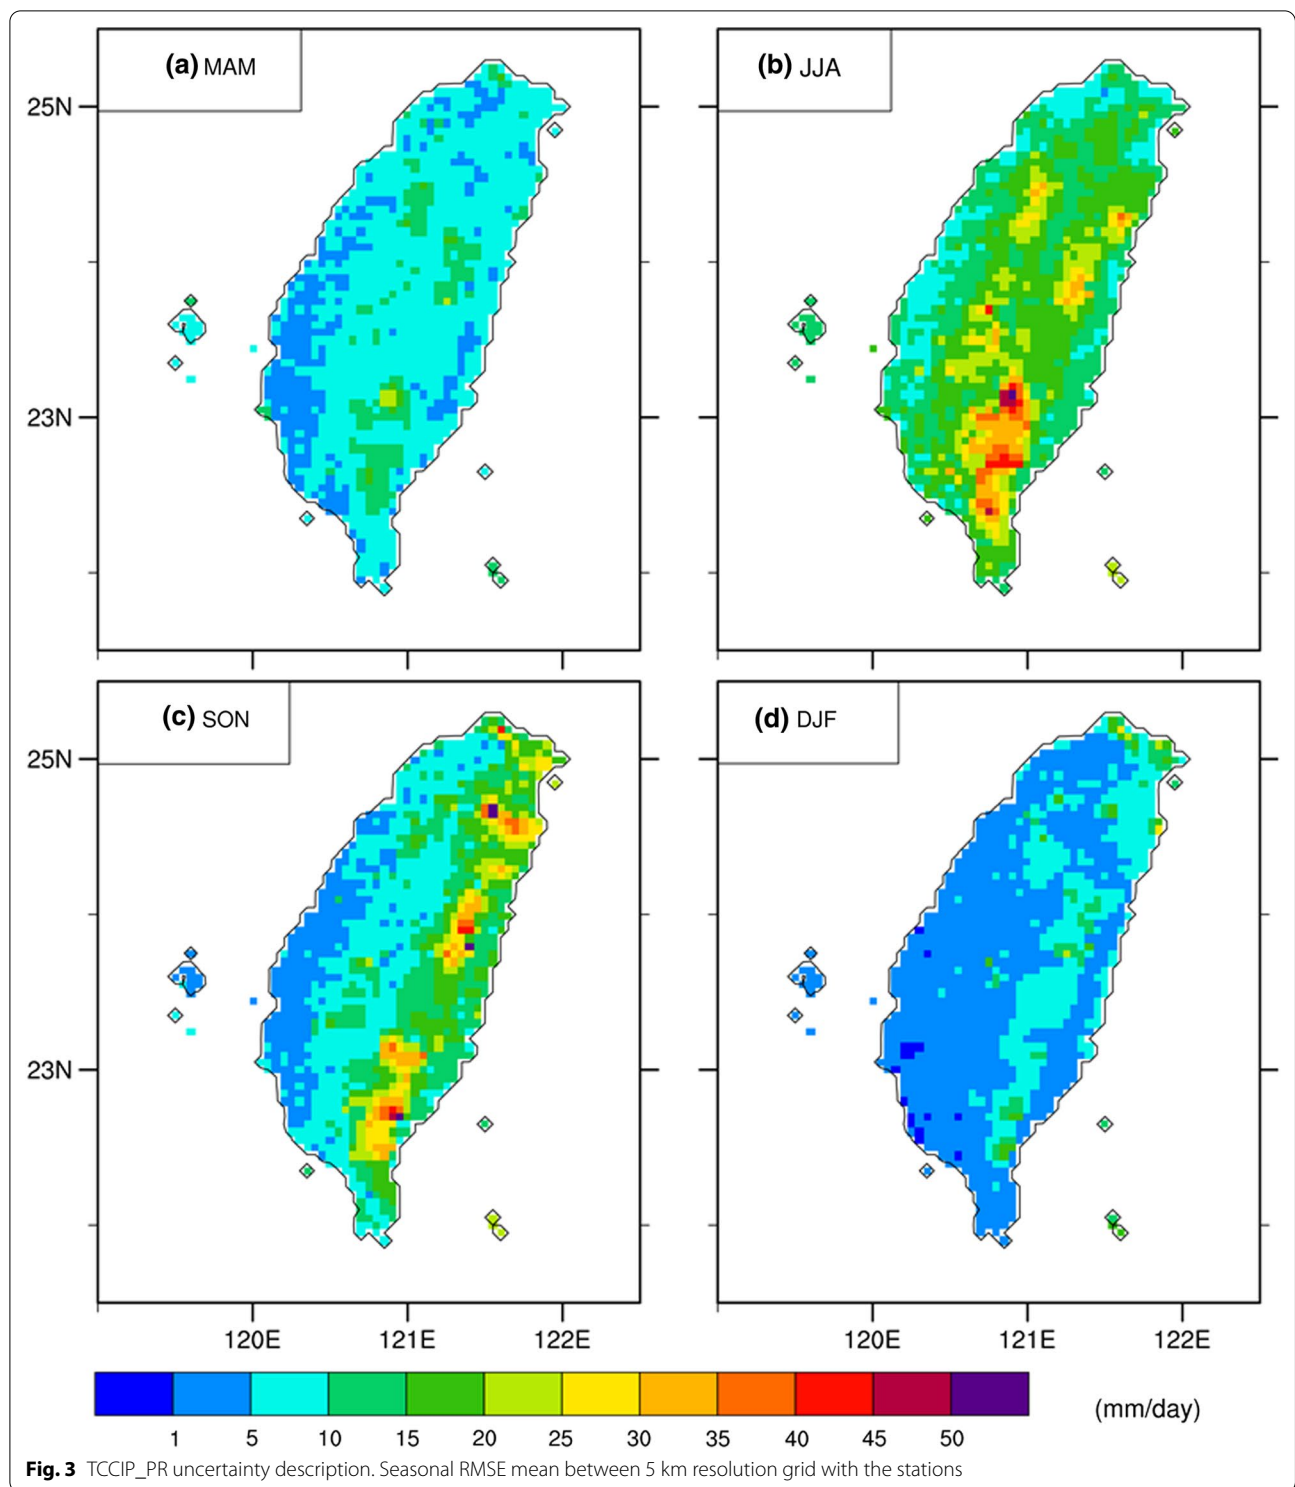 (a) MAM
(b) JJA
25N
23N
(c) SON
(d) DJF
25N
23N
120E 121E 122E
120E 121E 122E
1 5 10 15 20 25 30 35 40 45 50
(mm/day)
Fig. 3 TCCIP_PR uncertainty description. Seasonal RMSE mean between 5 km resolution grid with the stations